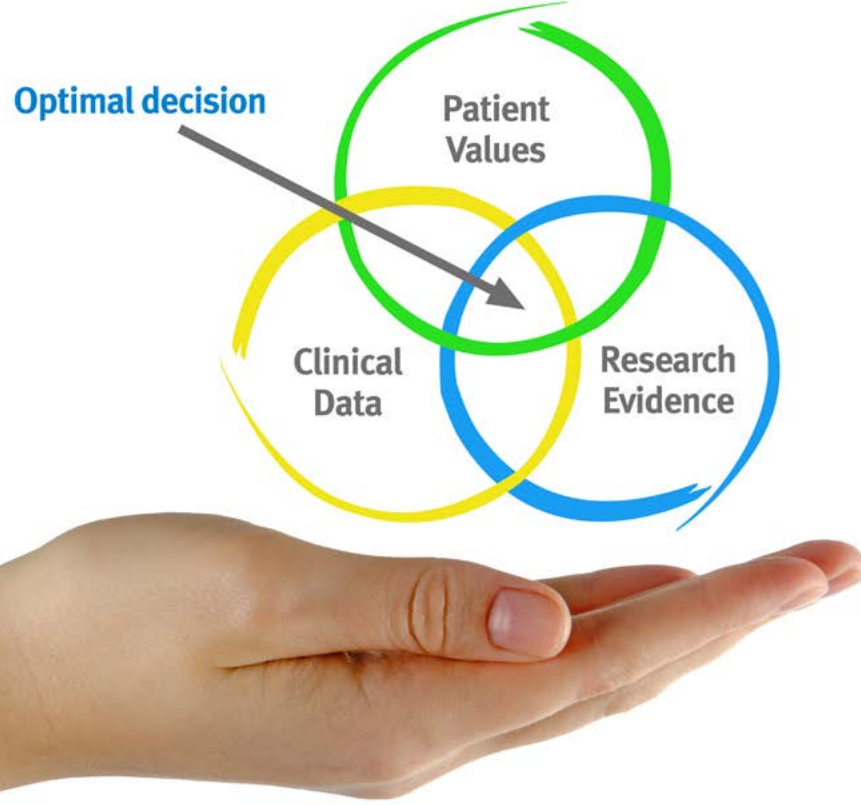 Optimal decision
Patient
Values
Clinical
Data
Research
Evidence